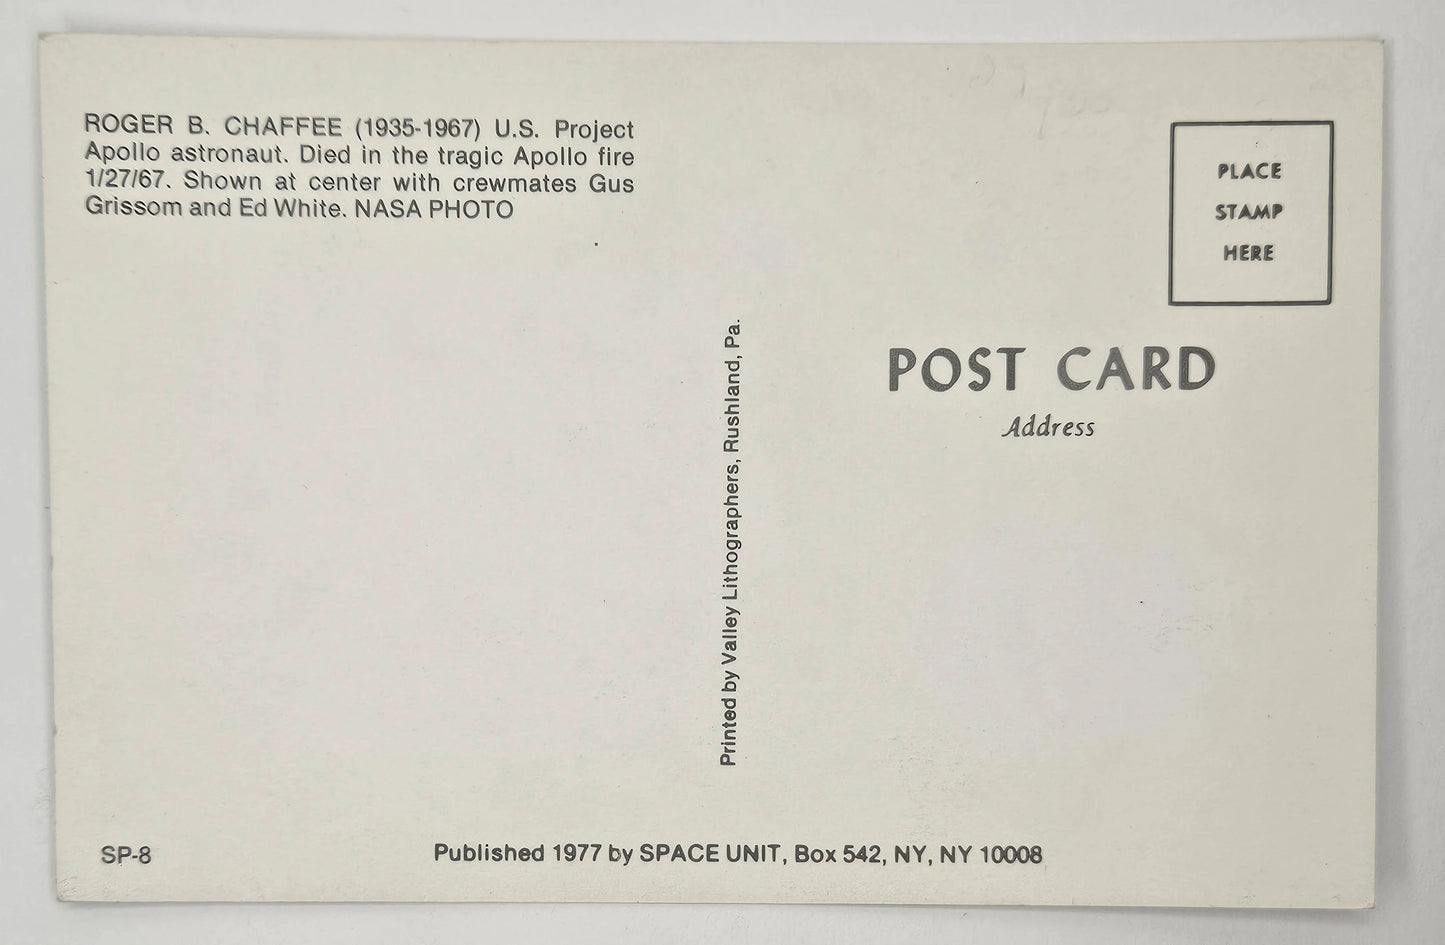 ROGER B. CHAFFEE (1935-1967) U.S. Project
Apollo astronaut. Died in the tragic Apollo fire
1/27/67. Shown at center with crewmates Gus
Grissom and Ed White. NASA PHOTO
PLACE
STAMP
HERE
POST CARD
Address
Printed by Valley Lithographers, Rushland, Pa.
SP-8
Published 1977 by SPACE UNIT, Box 542, NY, NY 10008